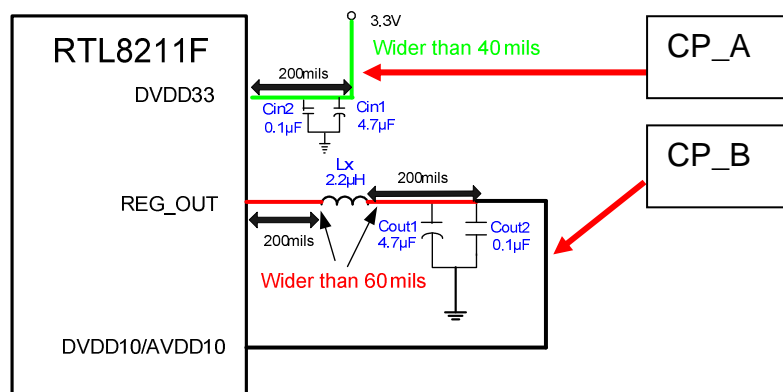 RTL8211F
3.3V
Wider than 40 mils
CP_A
200mils
DVDD33
Cin2
0.1µF
Cin1
4.7µF
CP_B
Lx
2.2µH
200mils
REG_OUT
200mils
Cout1
4.7µF
Cout2
0.1µF
Wider than 60 mils
DVDD10/AVDD10